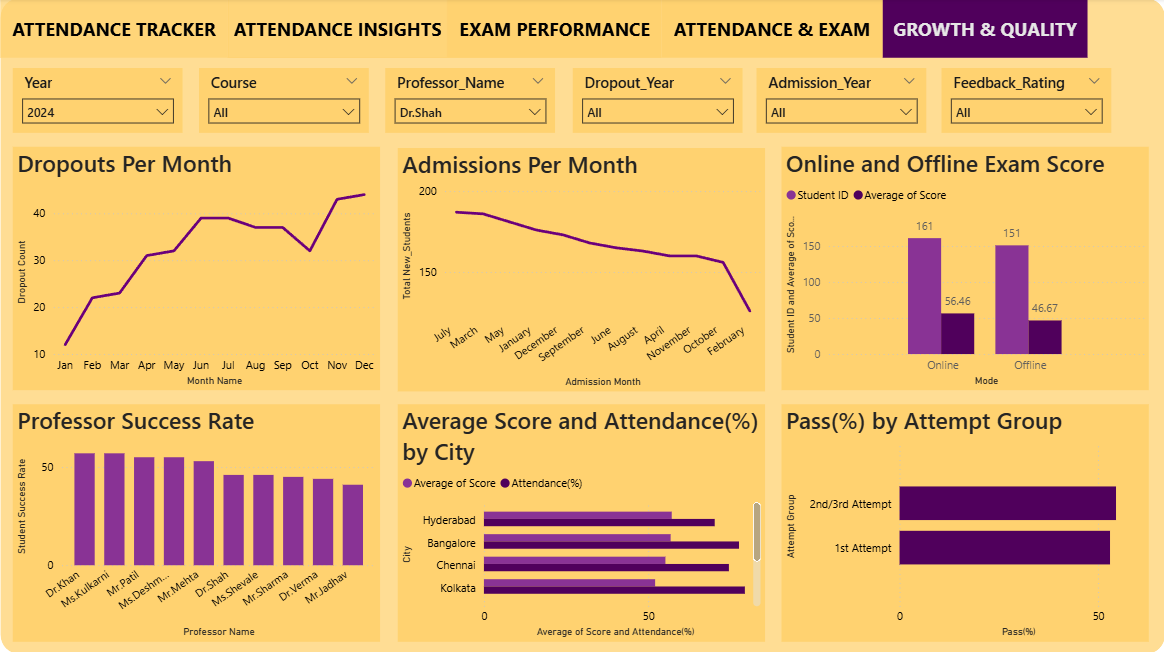 ATTENDANCE TRACKER ATTENDANCE INSIGHTS EXAM PERFORMANCE ATTENDANCE & EXAM GROWTH & QUALITY
Year Course Professor_Name Dropout_Year Admission_Year Feedback_Rating
2024 All Dr.Shah All All All
Dropouts Per Month
Dropout Count
40
30
20
10
Jan Feb Mar Apr May Jun Jul Aug Sep Oct Nov Dec
Month Name
Admissions Per Month
Total New_Students
200
150
July March May January December September June August April November October February
Admission Month
Online and Offline Exam Score
Student ID Average of Score
Student ID and Average of Sco...
150
100
50
0
161
56.46
151
46.67
Online Offline
Mode
Professor Success Rate
Student Success Rate
50
0
Dr.Khan Ms.Kulkarni Mr.Patil Ms.Deshm... Mr.Mehta Dr.Shah Ms.Shevale Mr.Sharma Dr.Verma Mr.Jadhav
Professor Name
Average Score and Attendance(%)
by City
Average of Score Attendance(%)
City
Hyderabad
Bangalore
Chennai
Kolkata
0 50
Average of Score and Attendance(%)
Pass(%) by Attempt Group
Attempt Group
2nd/3rd Attempt
1st Attempt
0 50
Pass(%)